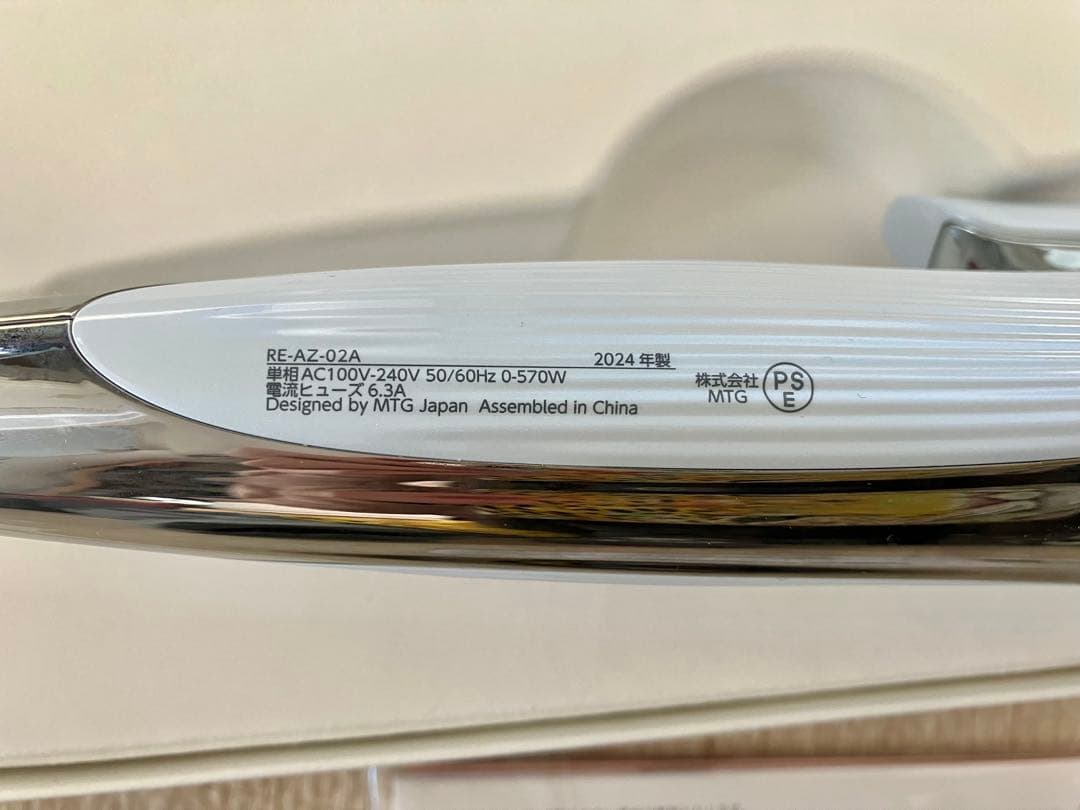 RE-AZ-02A 2024 年製
単相 AC100V-240V 50/60Hz 0-570W
電流ヒューズ 6.3A
Designed by MTG Japan Assembled in China
株式会社
MTG
PS
E